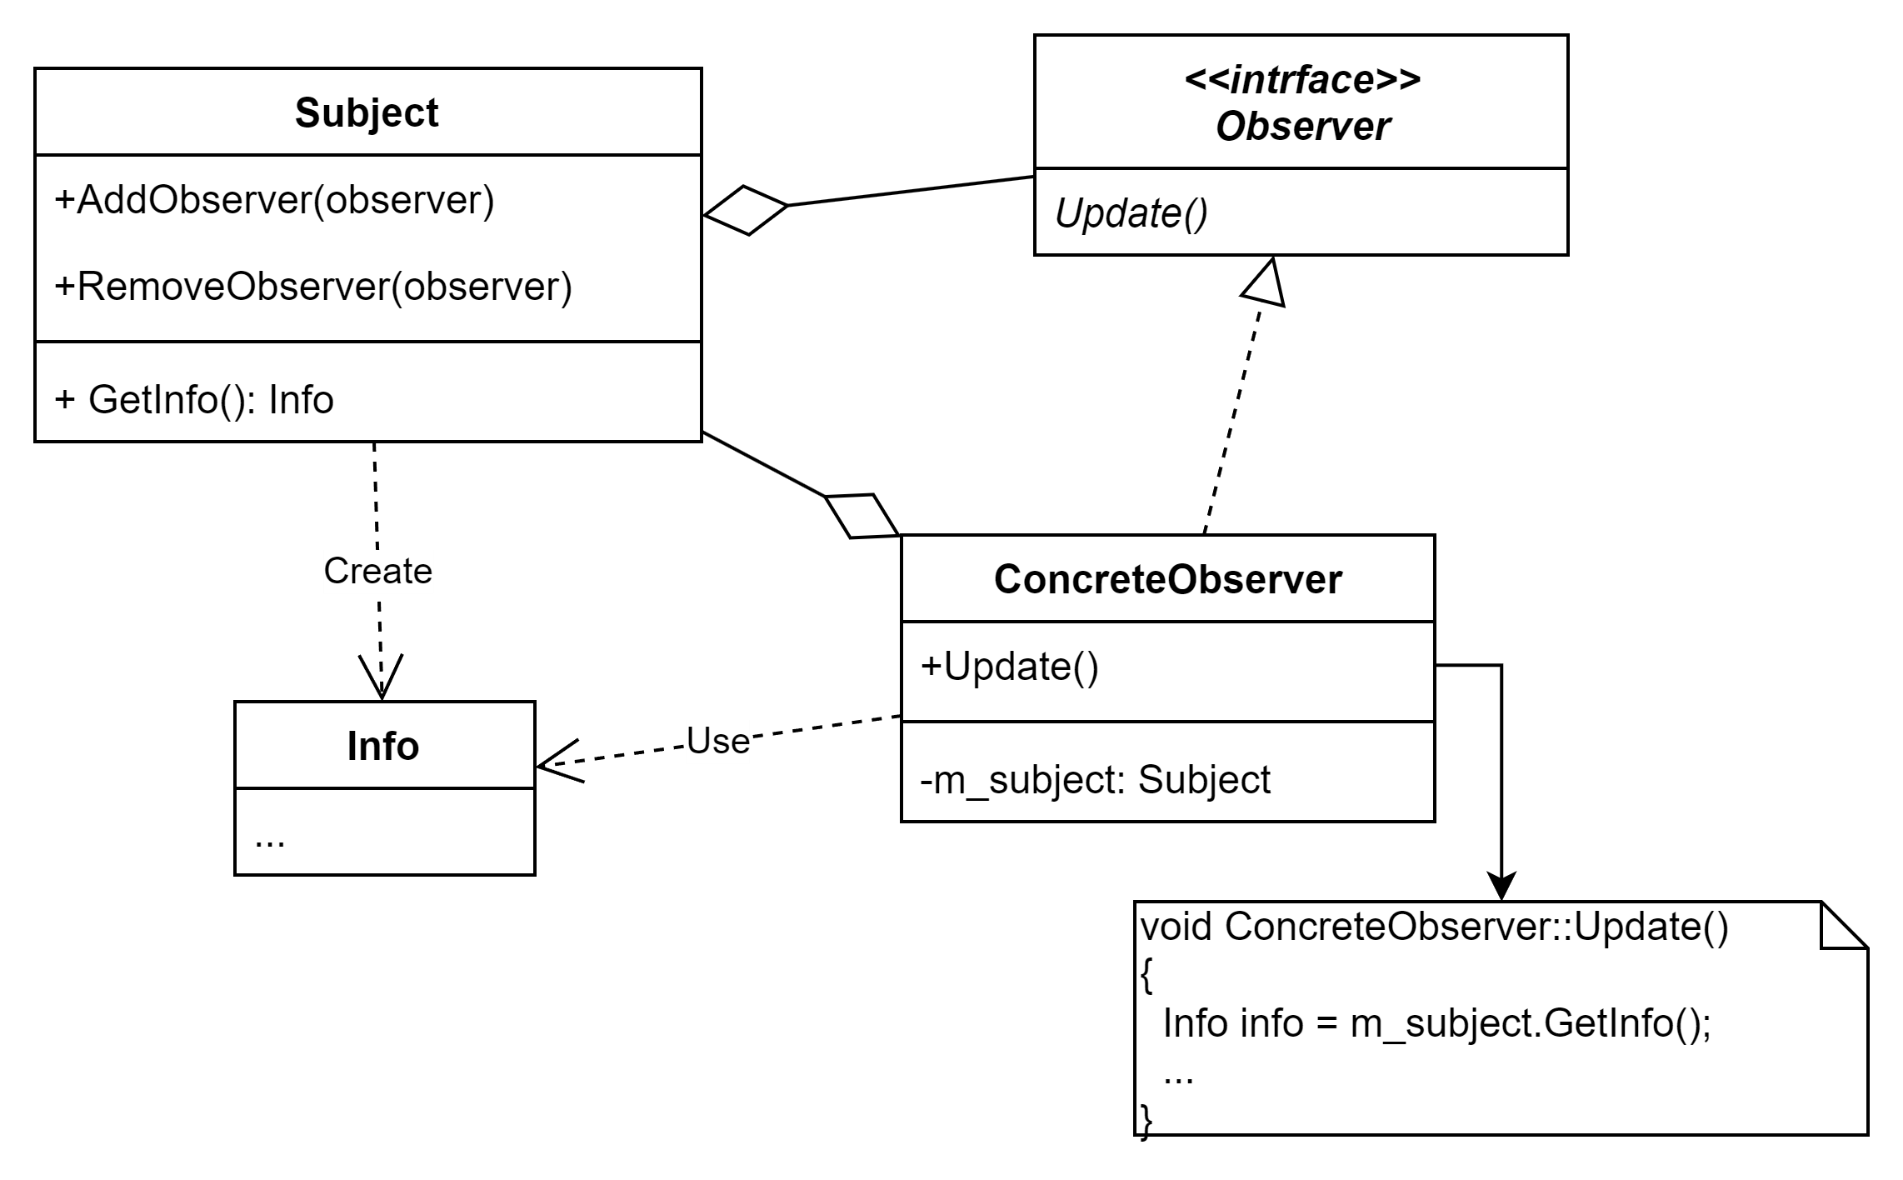 Subject
+AddObserver(observer)
+RemoveObserver(observer)
+ GetInfo(): Info
<<intrface>>
Observer
Update()
Create
Info
...
Use
ConcreteObserver
+Update()
-m_subject: Subject
void ConcreteObserver::Update()
{
Info info = m_subject.GetInfo();
...
}